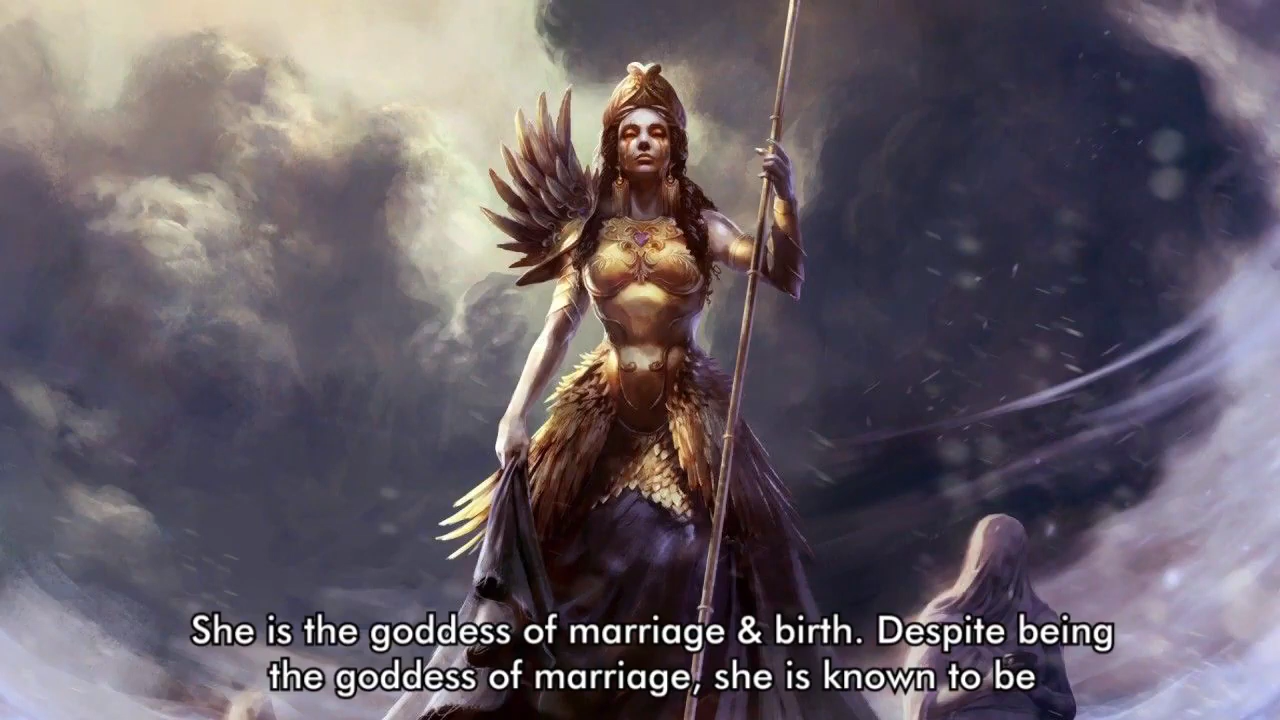 She is the goddess of marriage & birth. Despite being
the goddess of marriage, she is known to be